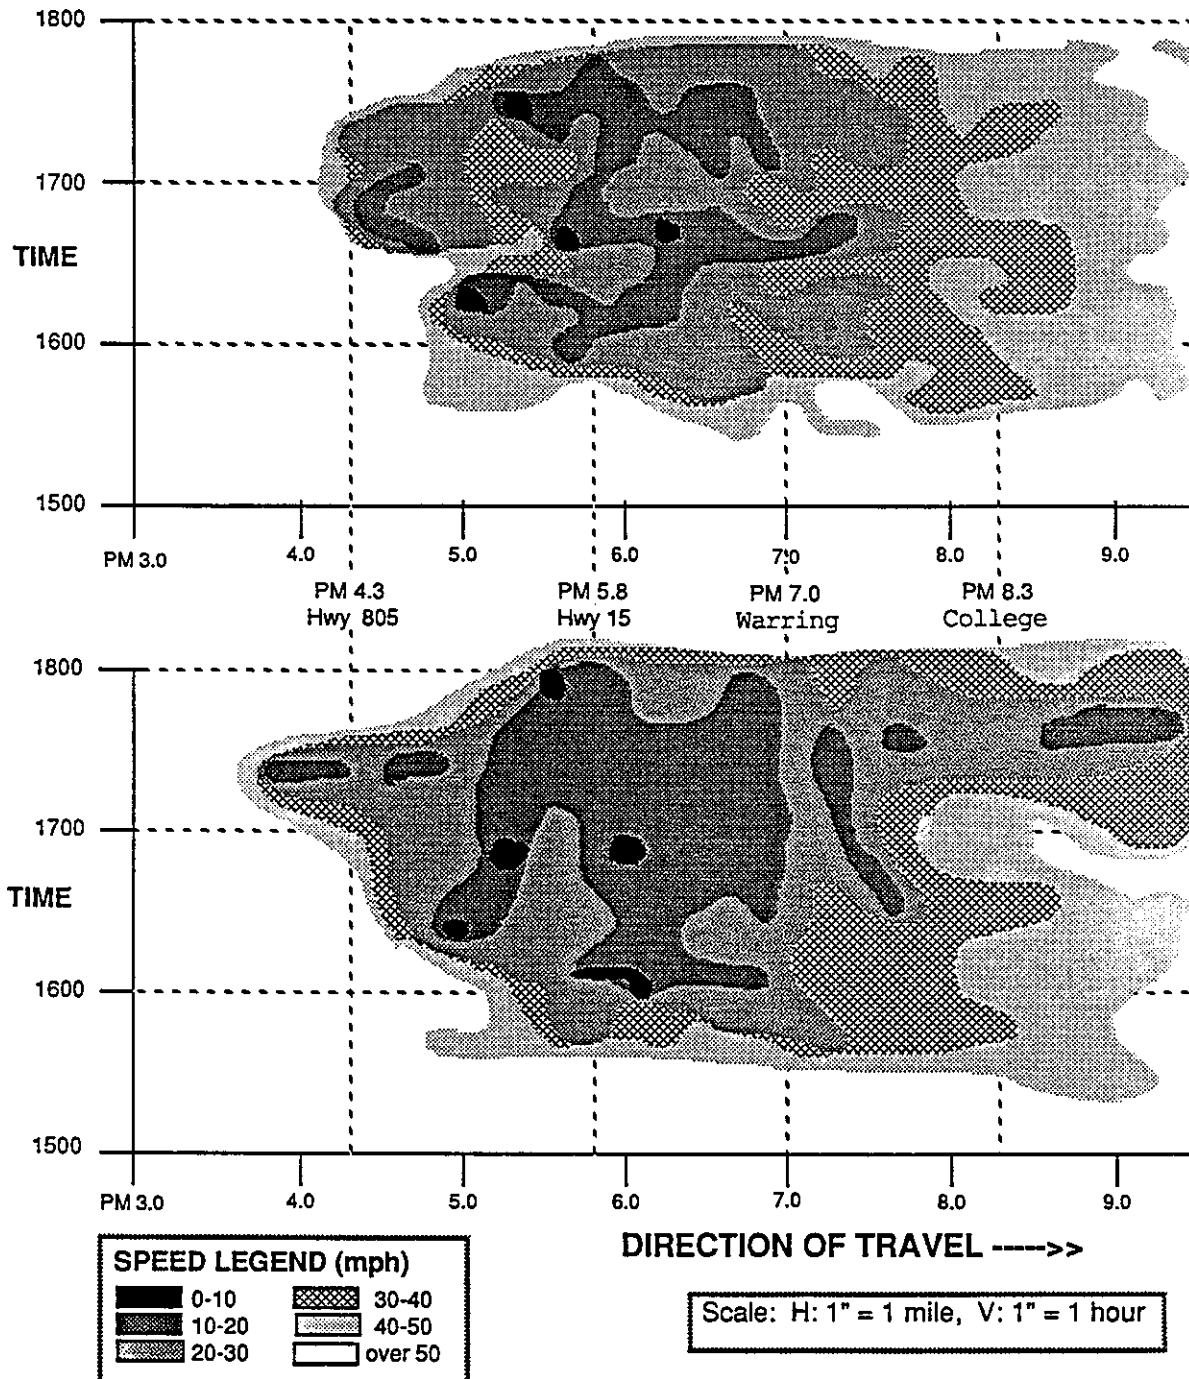 1800
1700
TIME
1600
1500
PM 3.0 4.0 5.0 6.0 7.0 8.0 9.0
PM 4.3 PM 5.8 PM 7.0 PM 8.3
Hwy 805 Hwy 15 Warring College
1800
1700
TIME
1600
1500
PM 3.0 4.0 5.0 6.0 7.0 8.0 9.0
DIRECTION OF TRAVEL ----->>
SPEED LEGEND (mph)
0-10 30-40
10-20 40-50
20-30 over 50
Scale: H: 1" = 1 mile, V: 1" = 1 hour